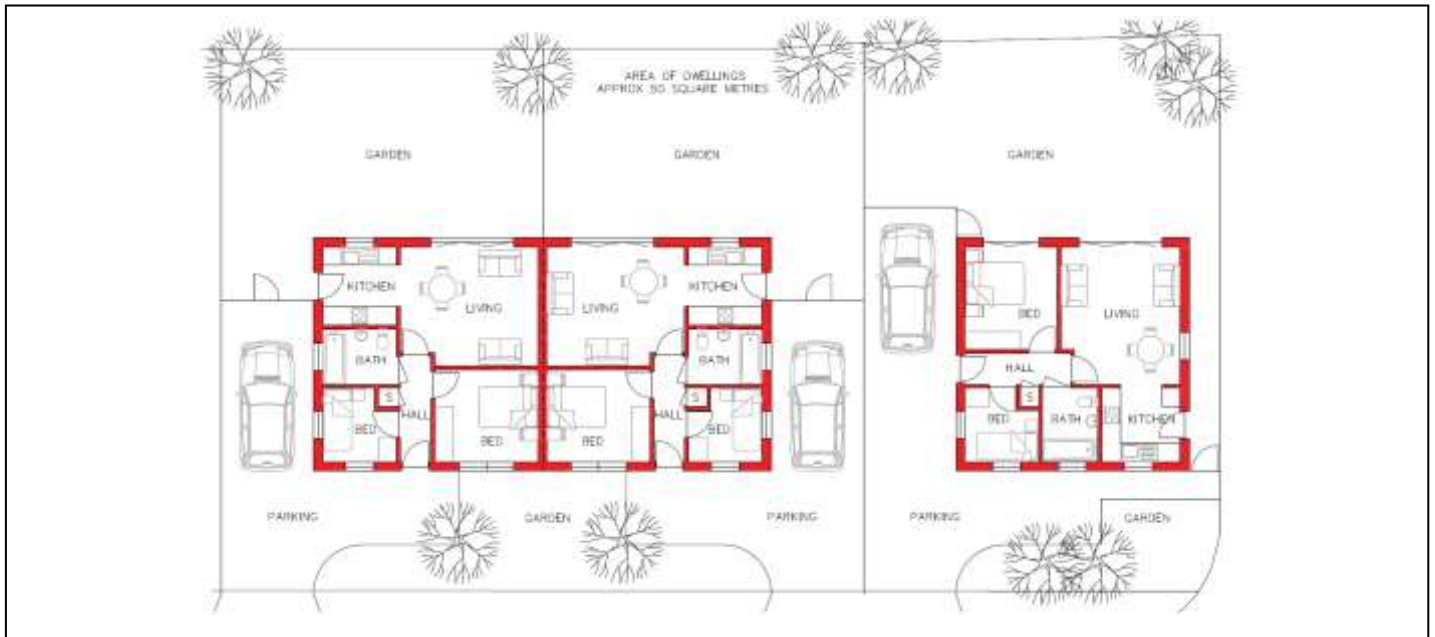 AREA OF DWELLINGS
APPROX 50 SQUARE METRES
GARDEN GARDEN GARDEN
KITCHEN LIVING LIVING KITCHEN BED LIVING
BATH BATH HALL
S S S
BED HALL BED BED HALL BED BED BATH KITCHEN
PARKING GARDEN PARKING PARKING GARDEN